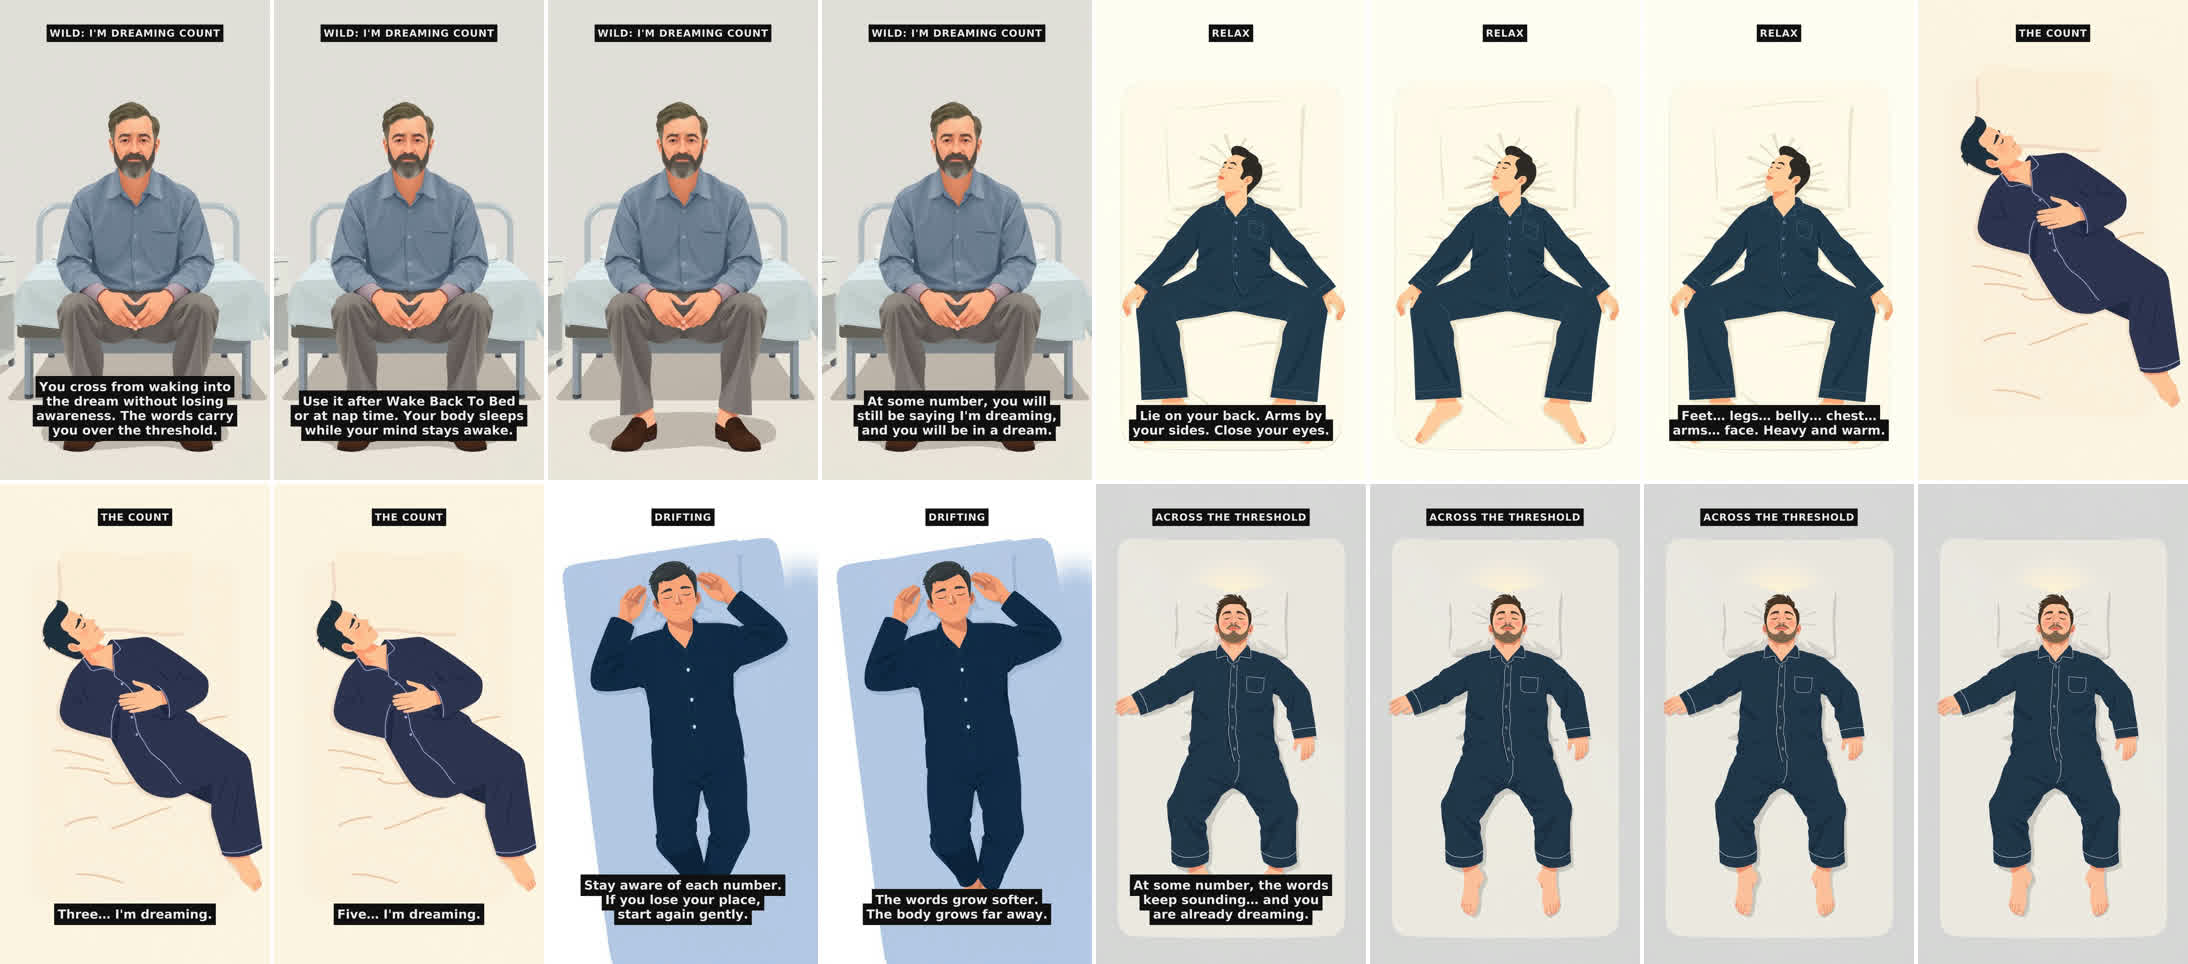 WILD: I'M DREAMING COUNT
You cross from waking into
the dream without losing
awareness. The words carry
you over the threshold.
WILD: I'M DREAMING COUNT
Use it after Wake Back To Bed
or at nap time. Your body sleeps
while your mind stays awake.
WILD: I'M DREAMING COUNT
WILD: I'M DREAMING COUNT
At some number, you will
still be saying I'm dreaming,
and you will be in a dream.
RELAX
Lie on your back. Arms by
your sides. Close your eyes.
RELAX
RELAX
Feet... legs... belly... chest...
arms... face. Heavy and warm.
THE COUNT
THE COUNT
Three... I'm dreaming.
THE COUNT
Five... I'm dreaming.
DRIFTING
Stay aware of each number.
If you lose your place,
start again gently.
DRIFTING
The words grow softer.
The body grows far away.
ACROSS THE THRESHOLD
At some number, the words
keep sounding... and you
are already dreaming.
ACROSS THE THRESHOLD
ACROSS THE THRESHOLD